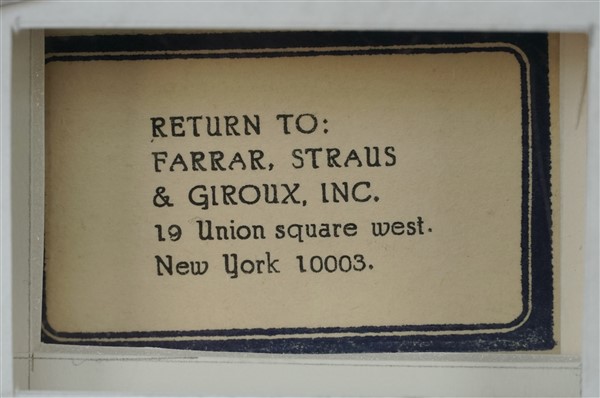 RETURN TO:
FARRAR, STRAUS
& GIROUX, INC.
19 Union square west.
New York 10003.